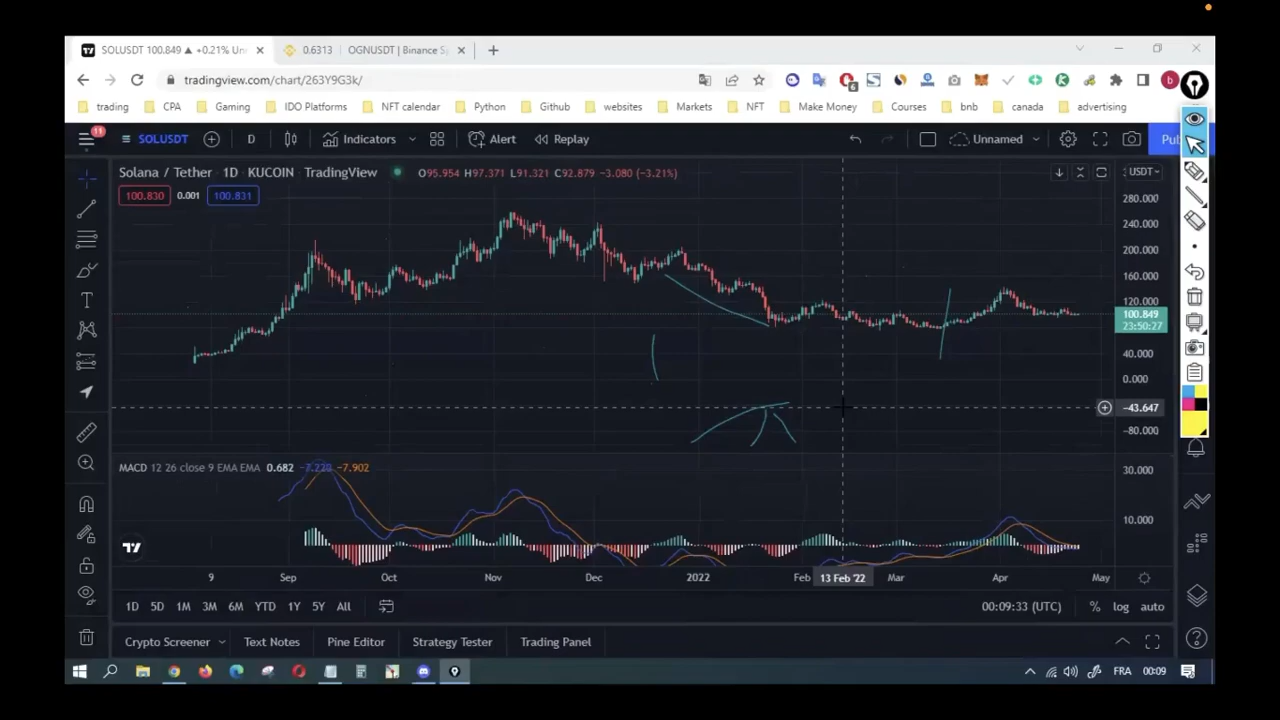 SOLUSDT 100.849 ▲ +0.21% Unn
0.6313 OGNUSDT | Binance S
tradingview.com/chart/263Y9G3k/
6
b
trading CPA Gaming IDO Platforms NFT calendar Python Github websites Markets NFT Make Money Courses bnb canada advertising
11
SOLUSDT D Indicators Alert Replay Unnamed Pu
Solana / Tether · 1D · KUCOIN · TradingView O95.954 H97.371 L91.321 C92.879 −3.080 (−3.21%)
USDT
100.830 0.001 100.831
280.000
240.000
200.000
160.000
120.000
100.849
23:50:27
40.000
0.000
-43.647
-80.000
MACD 12 26 close 9 EMA EMA 0.682 −7.220 −7.902
30.000
10.000
9 Sep Oct Nov Dec 2022 Feb 13 Feb '22 Mar Apr May
1D 5D 1M 3M 6M YTD 1Y 5Y All 00:09:33 (UTC) % log auto
Crypto Screener Text Notes Pine Editor Strategy Tester Trading Panel
FRA 00:09